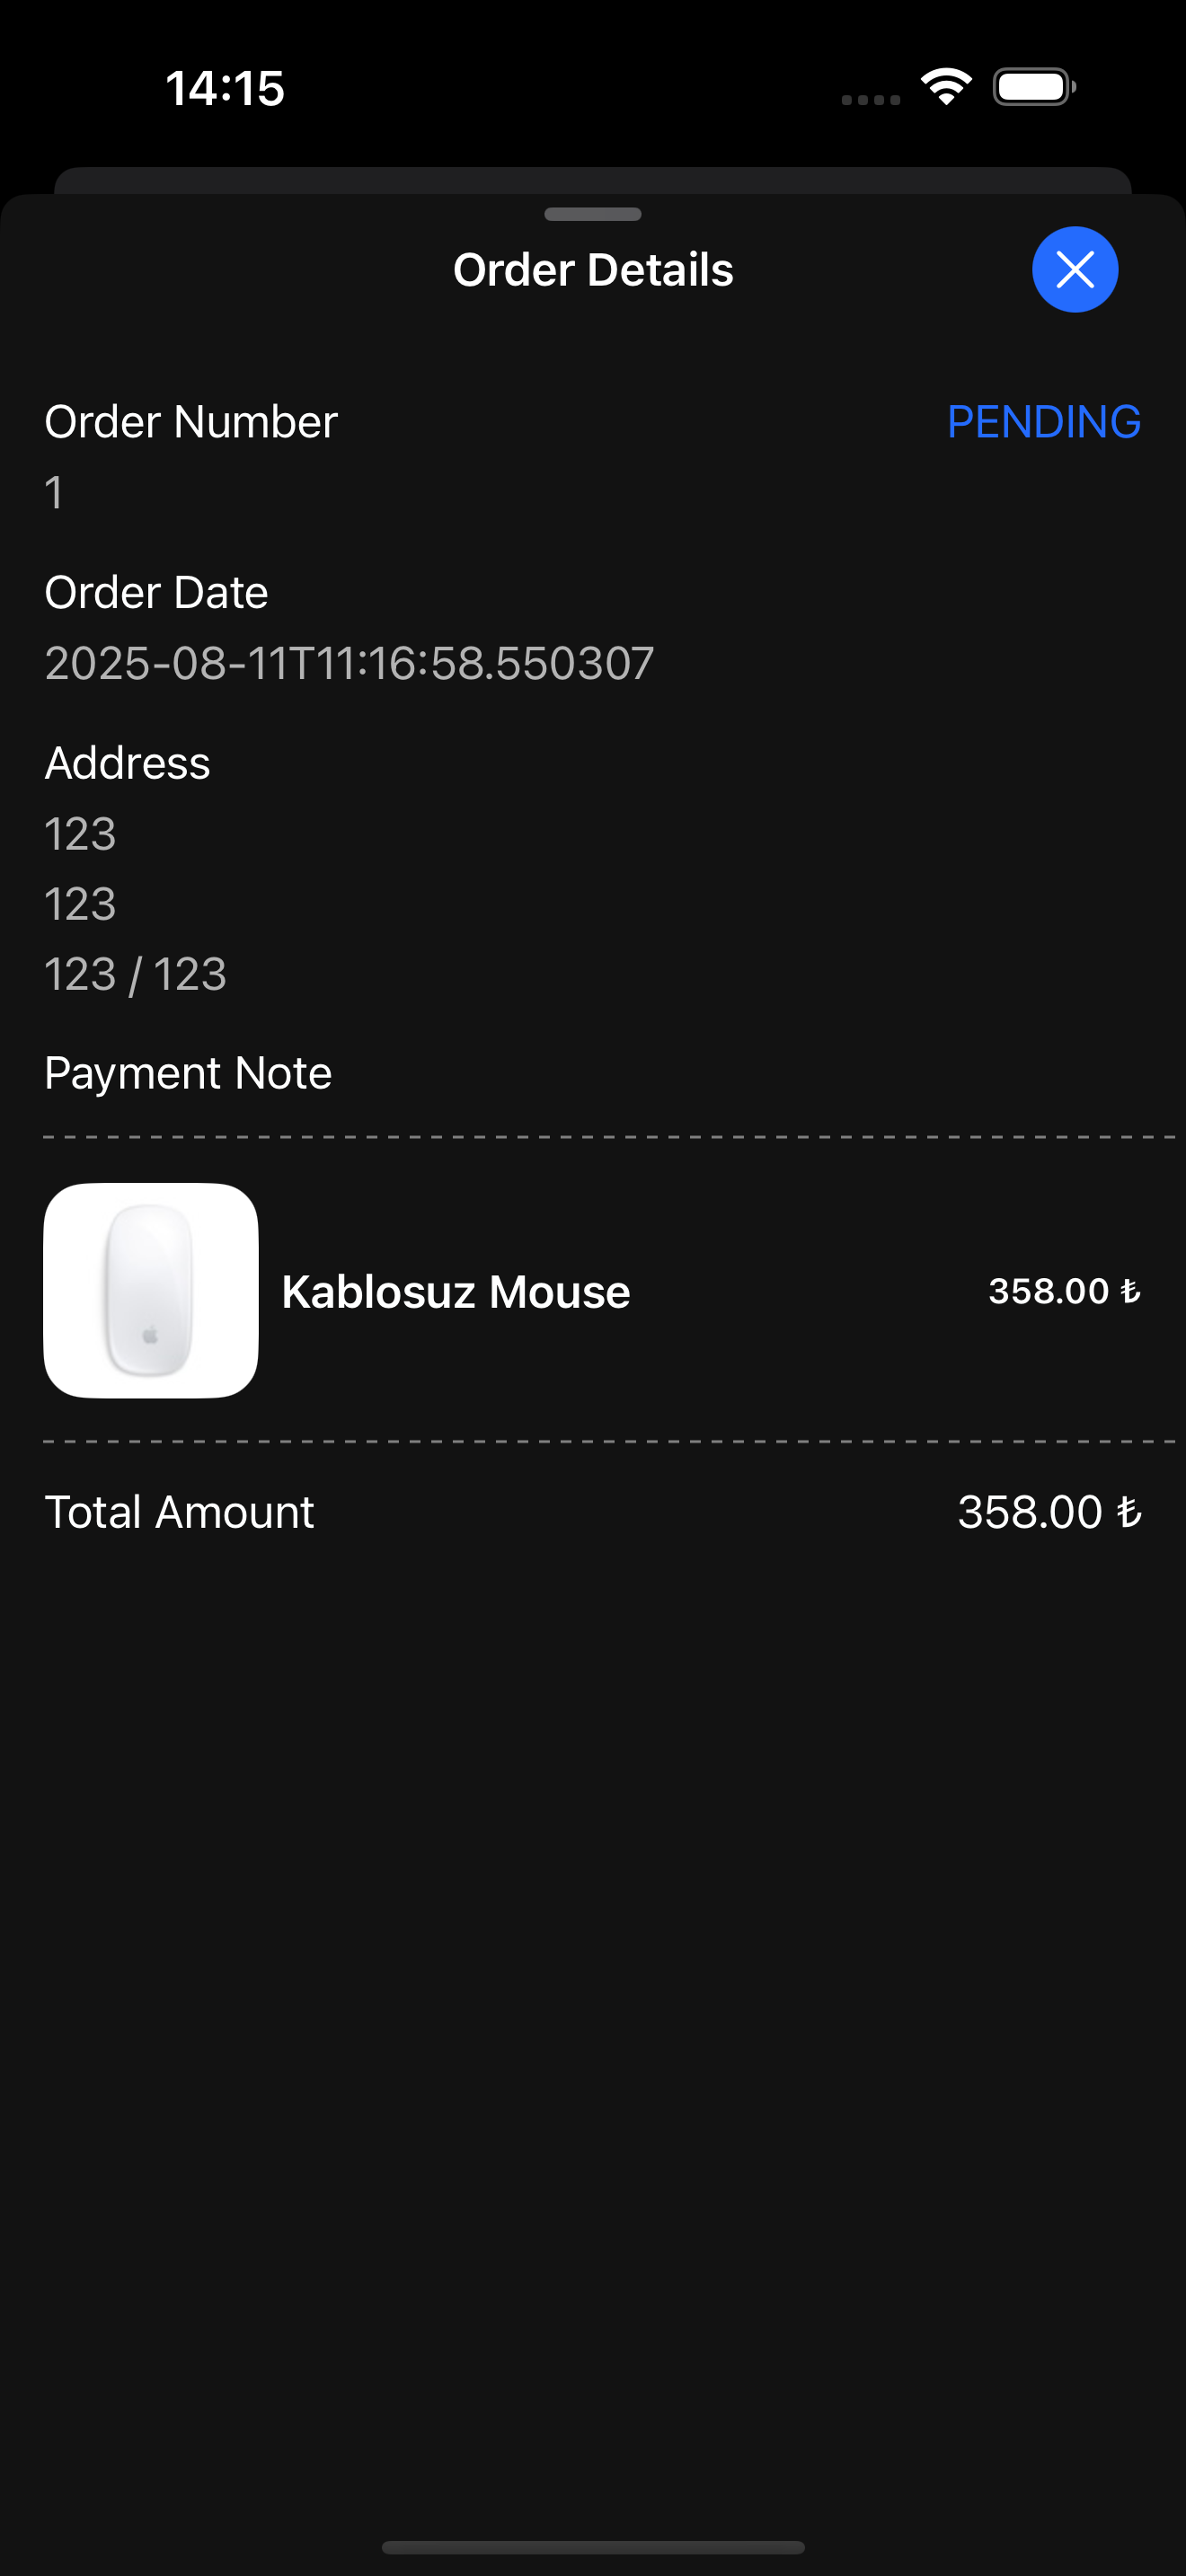 14:15
Order Details
Order Number PENDING
1
Order Date
2025-08-11T11:16:58.550307
Address
123
123
123 / 123
Payment Note
Kablosuz Mouse 358.00 ₺
Total Amount 358.00 ₺